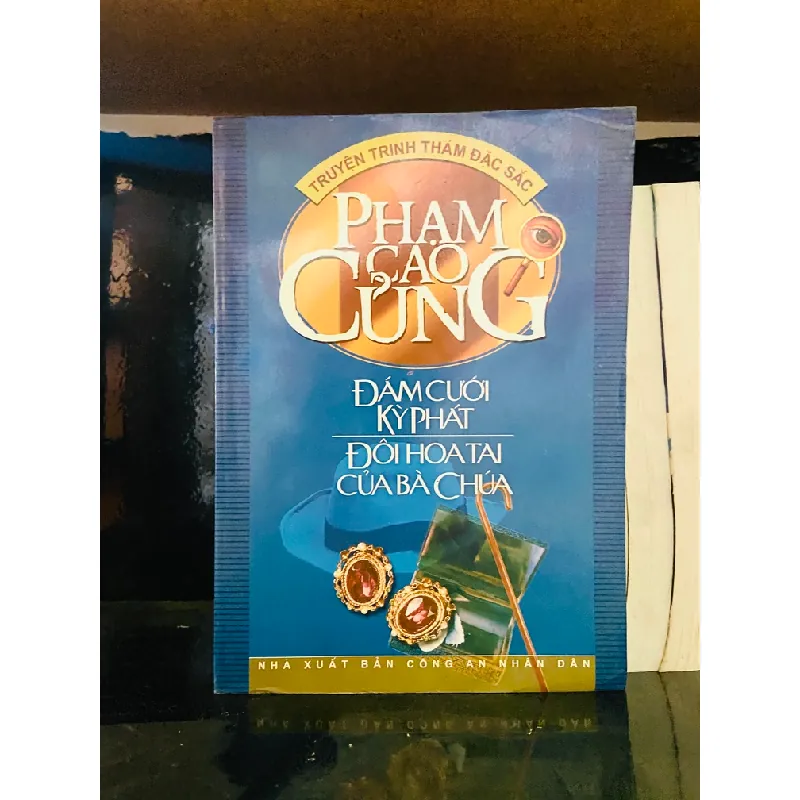 TRUYỆN TRINH THÁM ĐẶC SẮC
PHẠM
CAO
CỦNG
ĐÁM CƯỚI
KỲ PHÁT
ĐÔI HOA TAI
CỦA BÀ CHÚA
NHÀ XUẤT BẢN CÔNG AN NHÂN DÂN